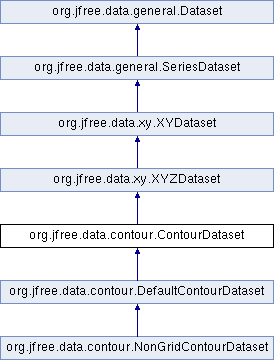 org.jfree.data.general.Dataset
org.jfree.data.general.SeriesDataset
org.jfree.data.xy.XYDataset
org.jfree.data.xy.XYZDataset
org.jfree.data.contour.ContourDataset
org.jfree.data.contour.DefaultContourDataset
org.jfree.data.contour.NonGridContourDataset